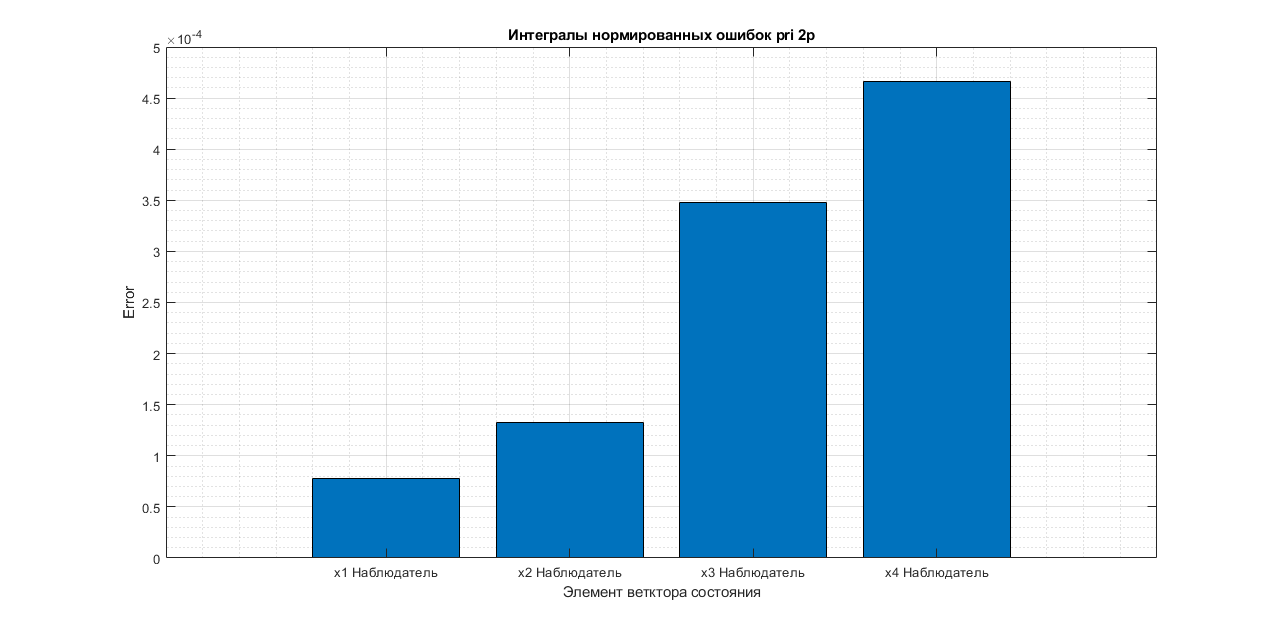 Интегралы нормированных ошибок pri 2p
×10-4
5
4.5
4
3.5
3
2.5
2
1.5
1
0.5
0
Error
x1 Наблюдатель
x2 Наблюдатель
x3 Наблюдатель
x4 Наблюдатель
Элемент ветктора состояния